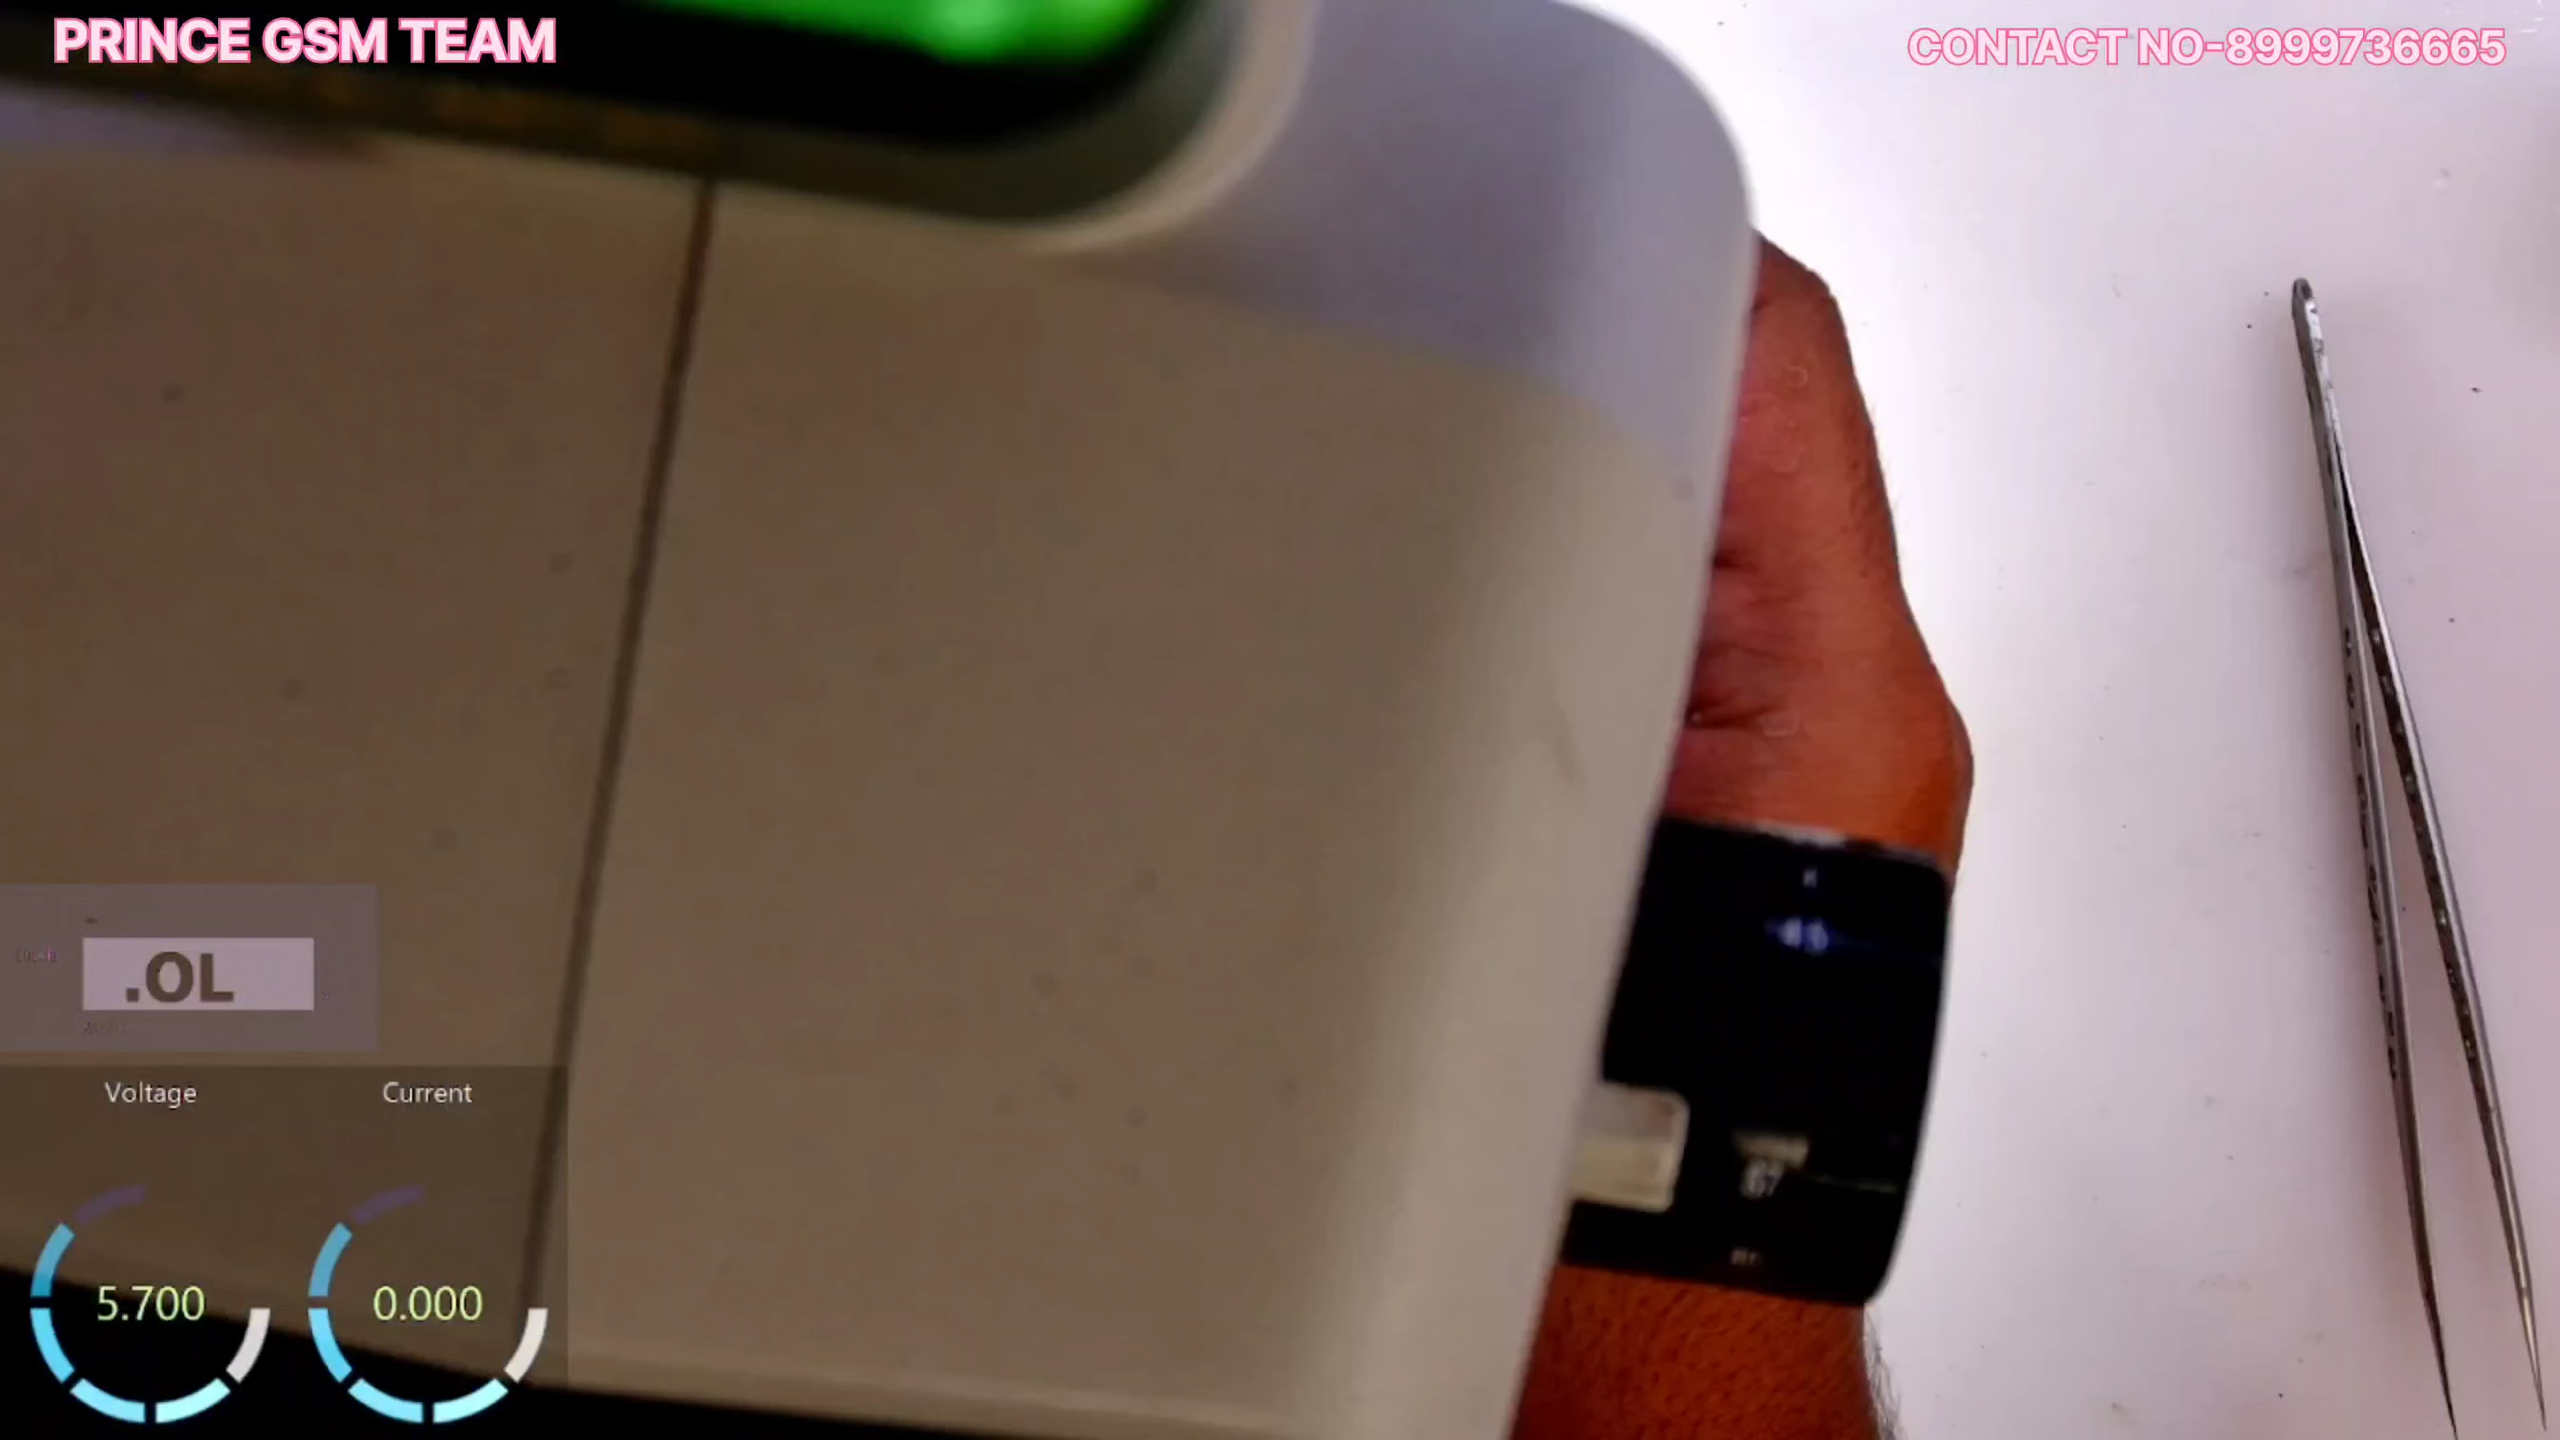 PRINCE GSM TEAM
CONTACT NO-8999736665
.OL
Voltage
Current
5.700
0.000